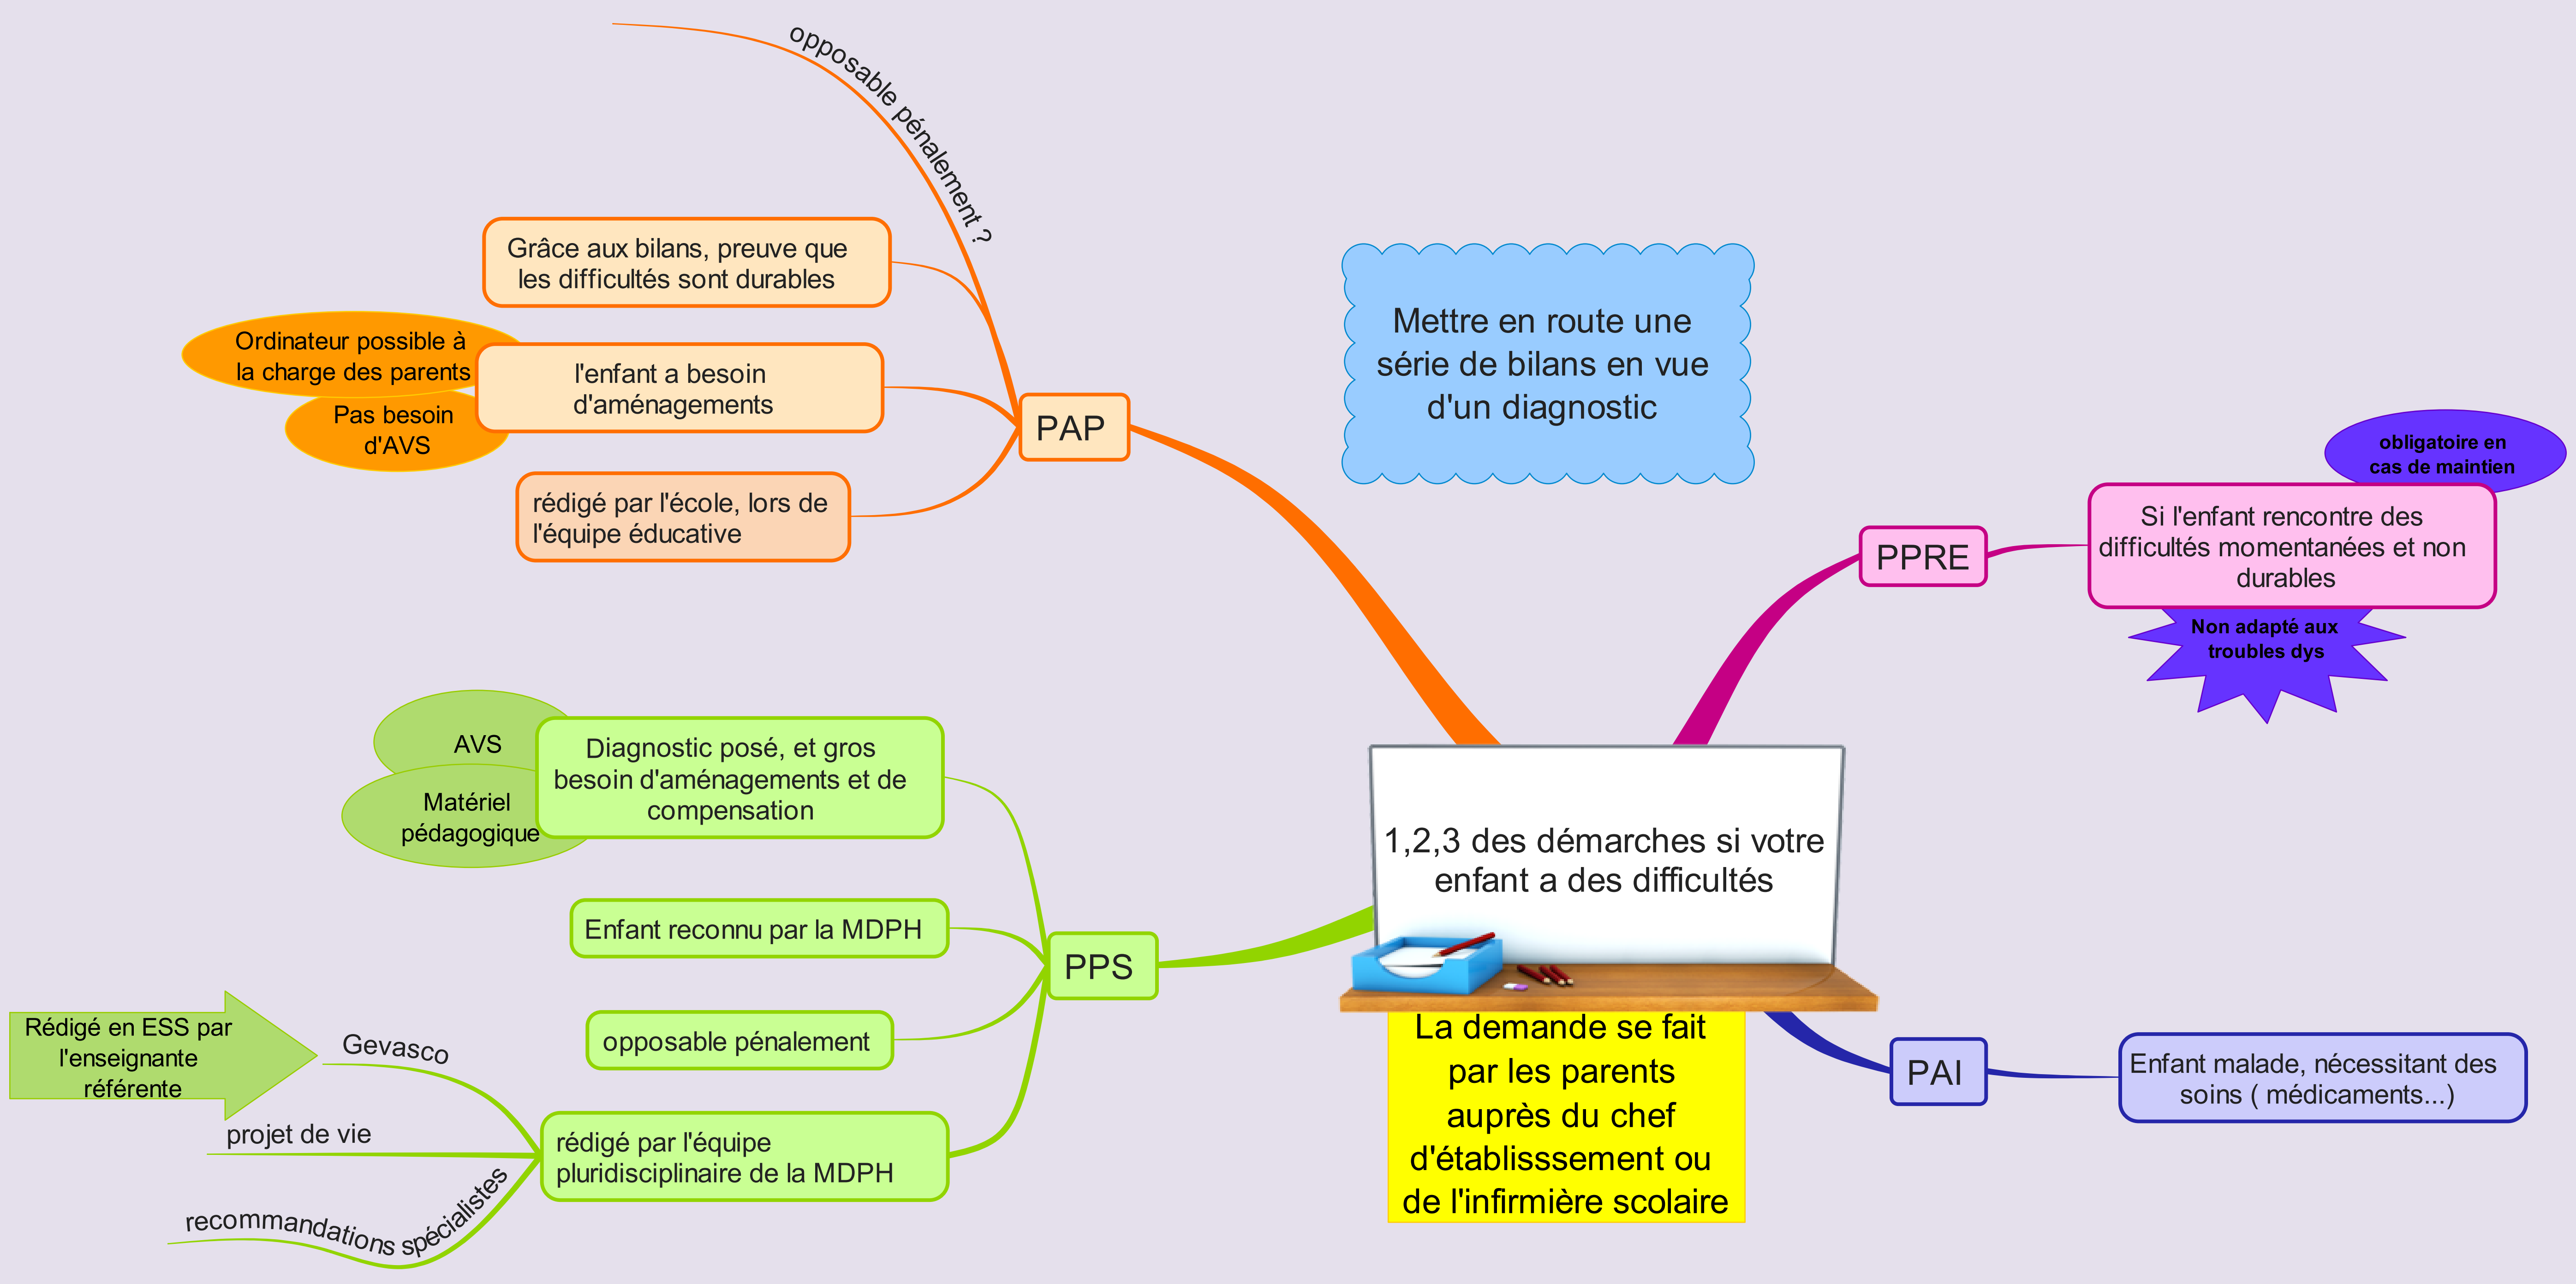 1,2,3 des démarches si votre
enfant a des difficultés
La demande se fait
par les parents
auprès du chef
d'établisssement ou
de l'infirmière scolaire
Mettre en route une
série de bilans en vue
d'un diagnostic
PPRE
Si l'enfant rencontre des
difficultés momentanées et non
durables
obligatoire en
cas de maintien
Non adapté aux
troubles dys
PAI
Enfant malade, nécessitant des
soins ( médicaments...)
PAP
opposable pénalement ?
Grâce aux bilans, preuve que
les difficultés sont durables
l'enfant a besoin
d'aménagements
Ordinateur possible à
la charge des parents
Pas besoin
d'AVS
rédigé par l'école, lors de
l'équipe éducative
PPS
Diagnostic posé, et gros
besoin d'aménagements et de
compensation
AVS
Matériel
pédagogique
Enfant reconnu par la MDPH
opposable pénalement
rédigé par l'équipe
pluridisciplinaire de la MDPH
Gevasco
Rédigé en ESS par
l'enseignante
référente
projet de vie
recommandations spécialistes